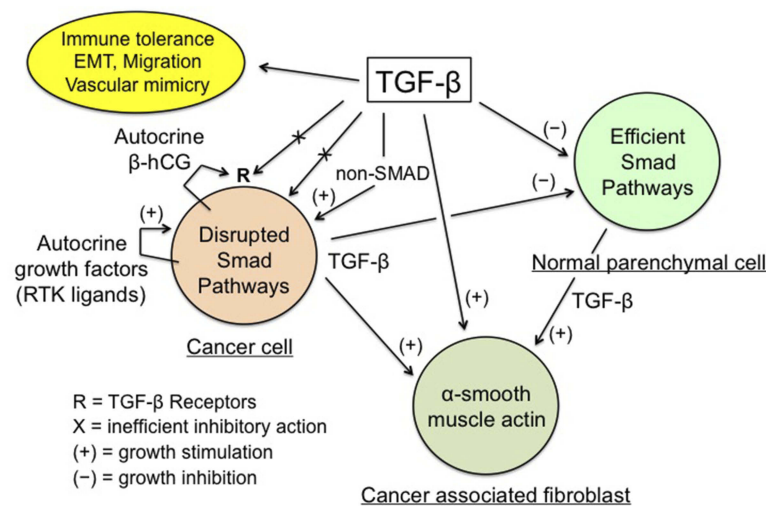 Immune tolerance
EMT, Migration
Vascular mimicry
TGF-β
Autocrine
β-hCG
R
non-SMAD
(−)
Efficient
Smad
Pathways
(+)
(−)
(+)
Autocrine
growth factors
(RTK ligands)
Disrupted
Smad
Pathways
TGF-β
Normal parenchymal cell
TGF-β
(+)
(+)
(+)
Cancer cell
α-smooth
muscle actin
R = TGF-β Receptors
X = inefficient inhibitory action
(+) = growth stimulation
(−) = growth inhibition
Cancer associated fibroblast